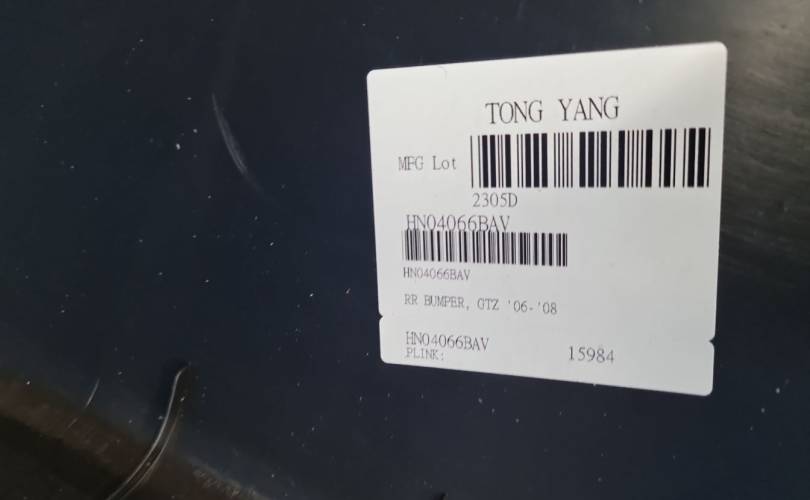 TONG YANG
MFG Lot
2305D
HN04066BAV
HN04066BAV
RR BUMPER, GTZ '06-'08
HN04066BAV 15984
PLINK: